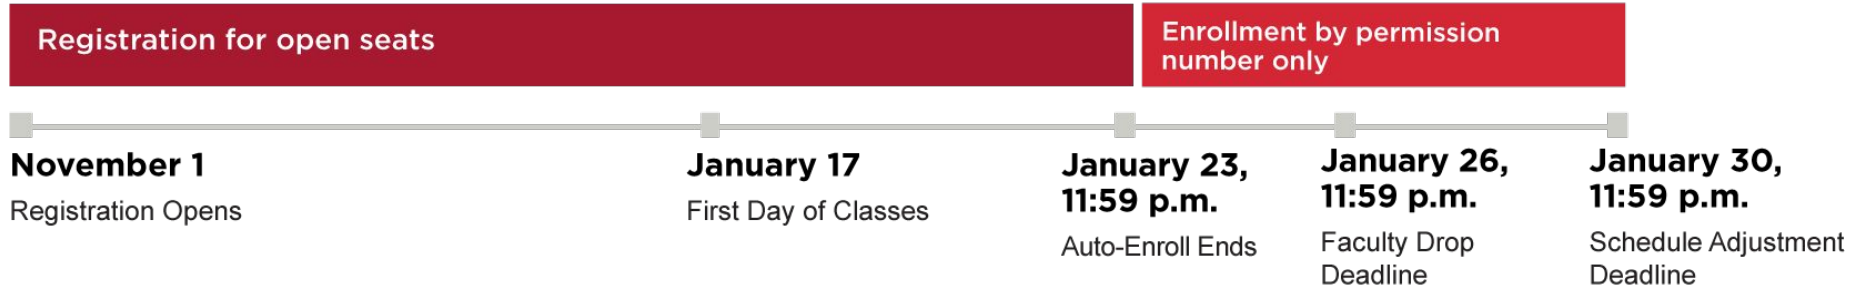 Registration for open seats
Enrollment by permission
number only
November 1
Registration Opens
January 17
First Day of Classes
January 23,
11:59 p.m.
Auto-Enroll Ends
January 26,
11:59 p.m.
Faculty Drop
Deadline
January 30,
11:59 p.m.
Schedule Adjustment
Deadline